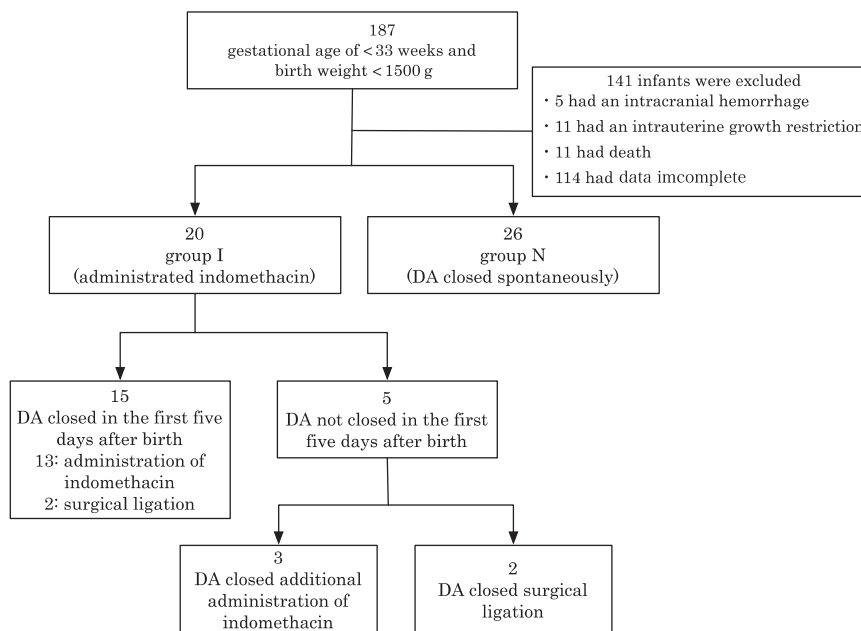 187
gestational age of < 33 weeks and
birth weight < 1500 g
141 infants were excluded
・5 had an intracranial hemorrhage
・11 had an intrauterine growth restriction
・11 had death
・114 had data imcomplete
20
group I
(administrated indomethacin)
26
group N
(DA closed spontaneously)
15
DA closed in the first five
days after birth
13: administration of
indomethacin
2: surgical ligation
5
DA not closed in the first
five days after birth
3
DA closed additional
administration of
indomethacin
2
DA closed surgical
ligation